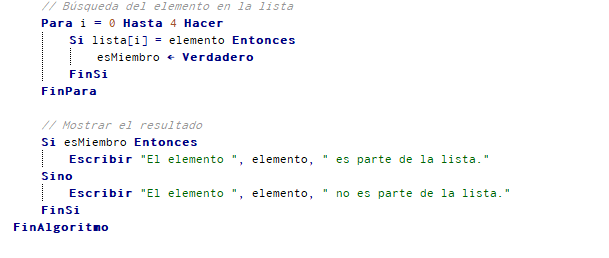 // Búsqueda del elemento en la lista
Para i = 0 Hasta 4 Hacer
Si lista[i] = elemento Entonces
esMiembro ← Verdadero
FinSi
FinPara
// Mostrar el resultado
Si esMiembro Entonces
Escribir "El elemento ", elemento, " es parte de la lista."
Sino
Escribir "El elemento ", elemento, " no es parte de la lista."
FinSi
FinAlgoritmo